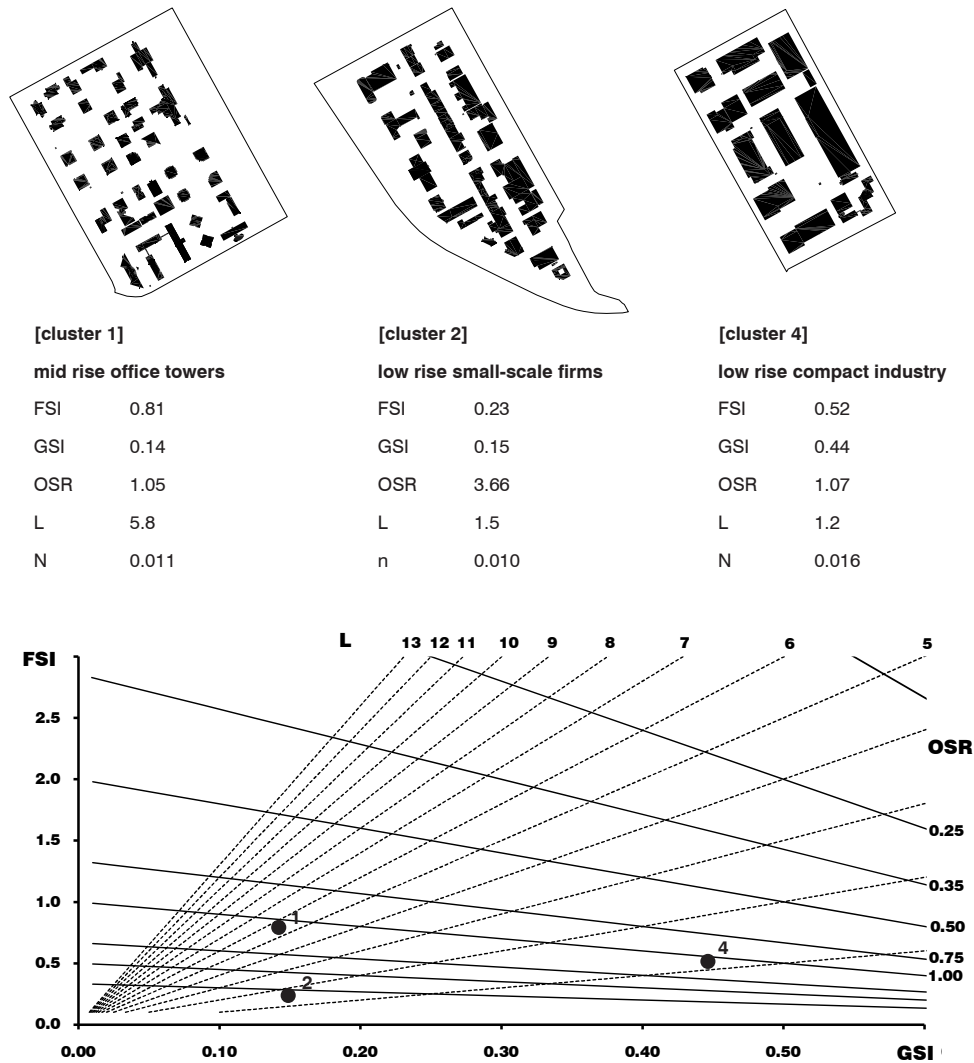 [cluster 1]
mid rise office towers
FSI 0.81
GSI 0.14
OSR 1.05
L 5.8
N 0.011
[cluster 2]
low rise small-scale firms
FSI 0.23
GSI 0.15
OSR 3.66
L 1.5
n 0.010
[cluster 4]
low rise compact industry
FSI 0.52
GSI 0.44
OSR 1.07
L 1.2
N 0.016
L 13 12 11 10 9 8 7 6 5
FSI
2.5
OSR
2.0
0.25
1.5
0.35
1.0
1
0.50
4
0.75
0.5
1.00
2
0.0
0.00 0.10 0.20 0.30 0.40 0.50 GSI